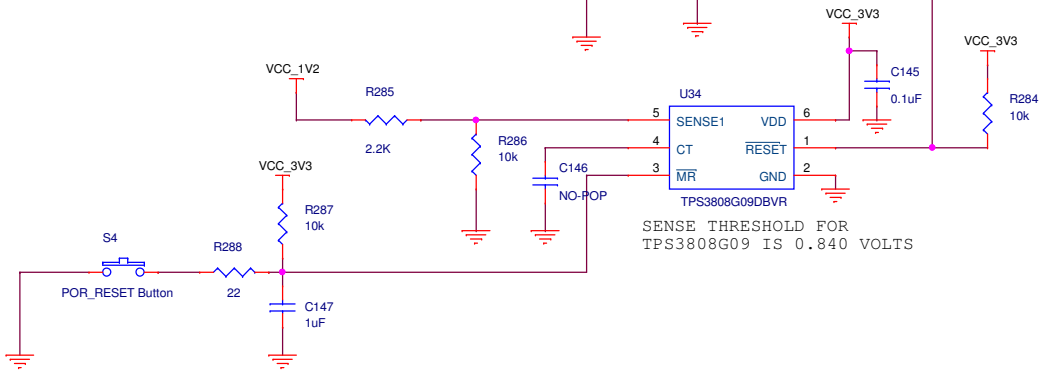 VCC_3V3
VCC_3V3
VCC_1V2
R285
2.2K
R286
10k
C145
0.1uF
R284
10k
U34
5 SENSE1 VDD 6
4 CT RESET 1
3 MR GND 2
TPS3808G09DBVR
C146
NO-POP
SENSE THRESHOLD FOR
TPS3808G09 IS 0.840 VOLTS
VCC_3V3
R287
10k
S4
POR_RESET Button
R288
22
C147
1uF